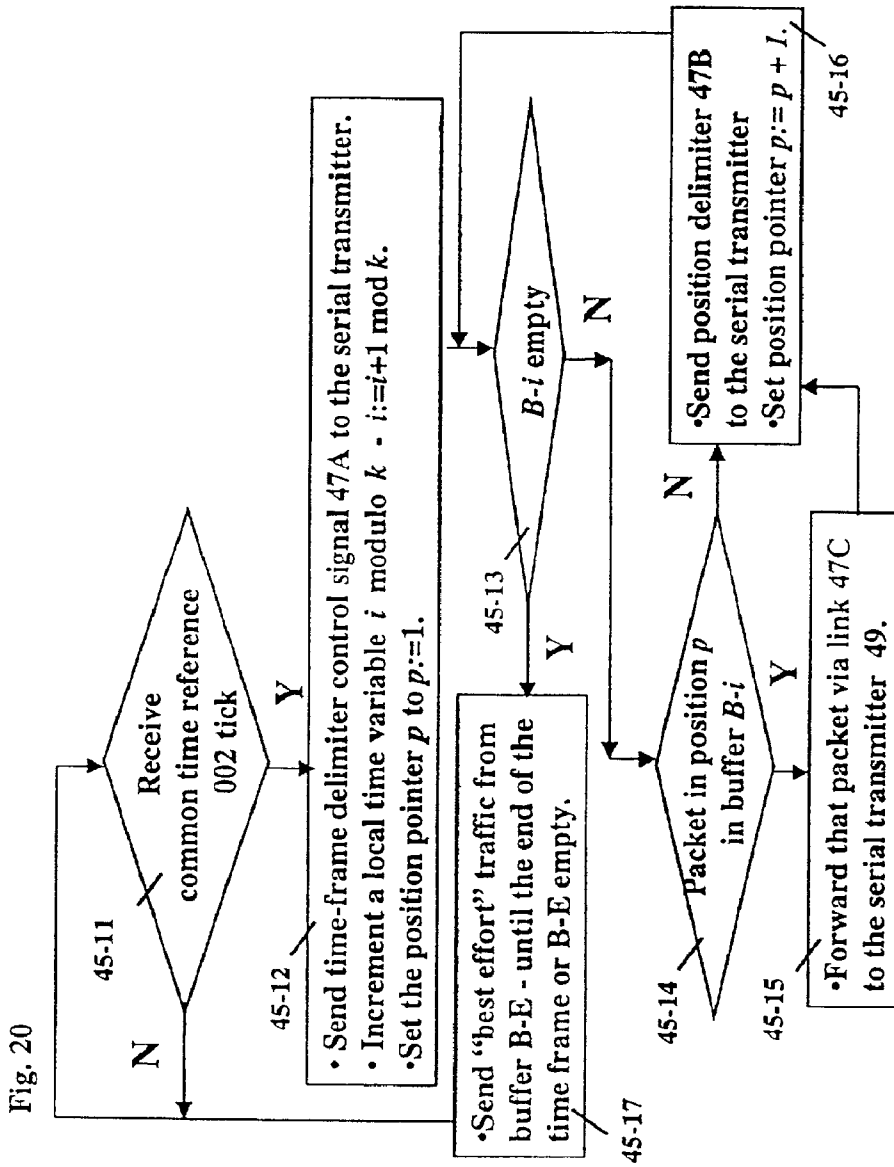 Fig. 20
Receive
common time reference
002 tick
45-11
N
Y
45-12
• Send time-frame delimiter control signal 47A to the serial transmitter.
• Increment a local time variable i modulo k - i:=i+1 mod k.
•Set the position pointer p to p:=1.
B-i empty
45-13
Y
N
•Send “best effort” traffic from
buffer B-E - until the end of the
time frame or B-E empty.
45-17
Packet in position p
in buffer B-i
45-14
N
Y
•Send position delimiter 47B
to the serial transmitter
•Set position pointer p:= p + 1.
45-16
45-15
•Forward that packet via link 47C
to the serial transmitter 49.